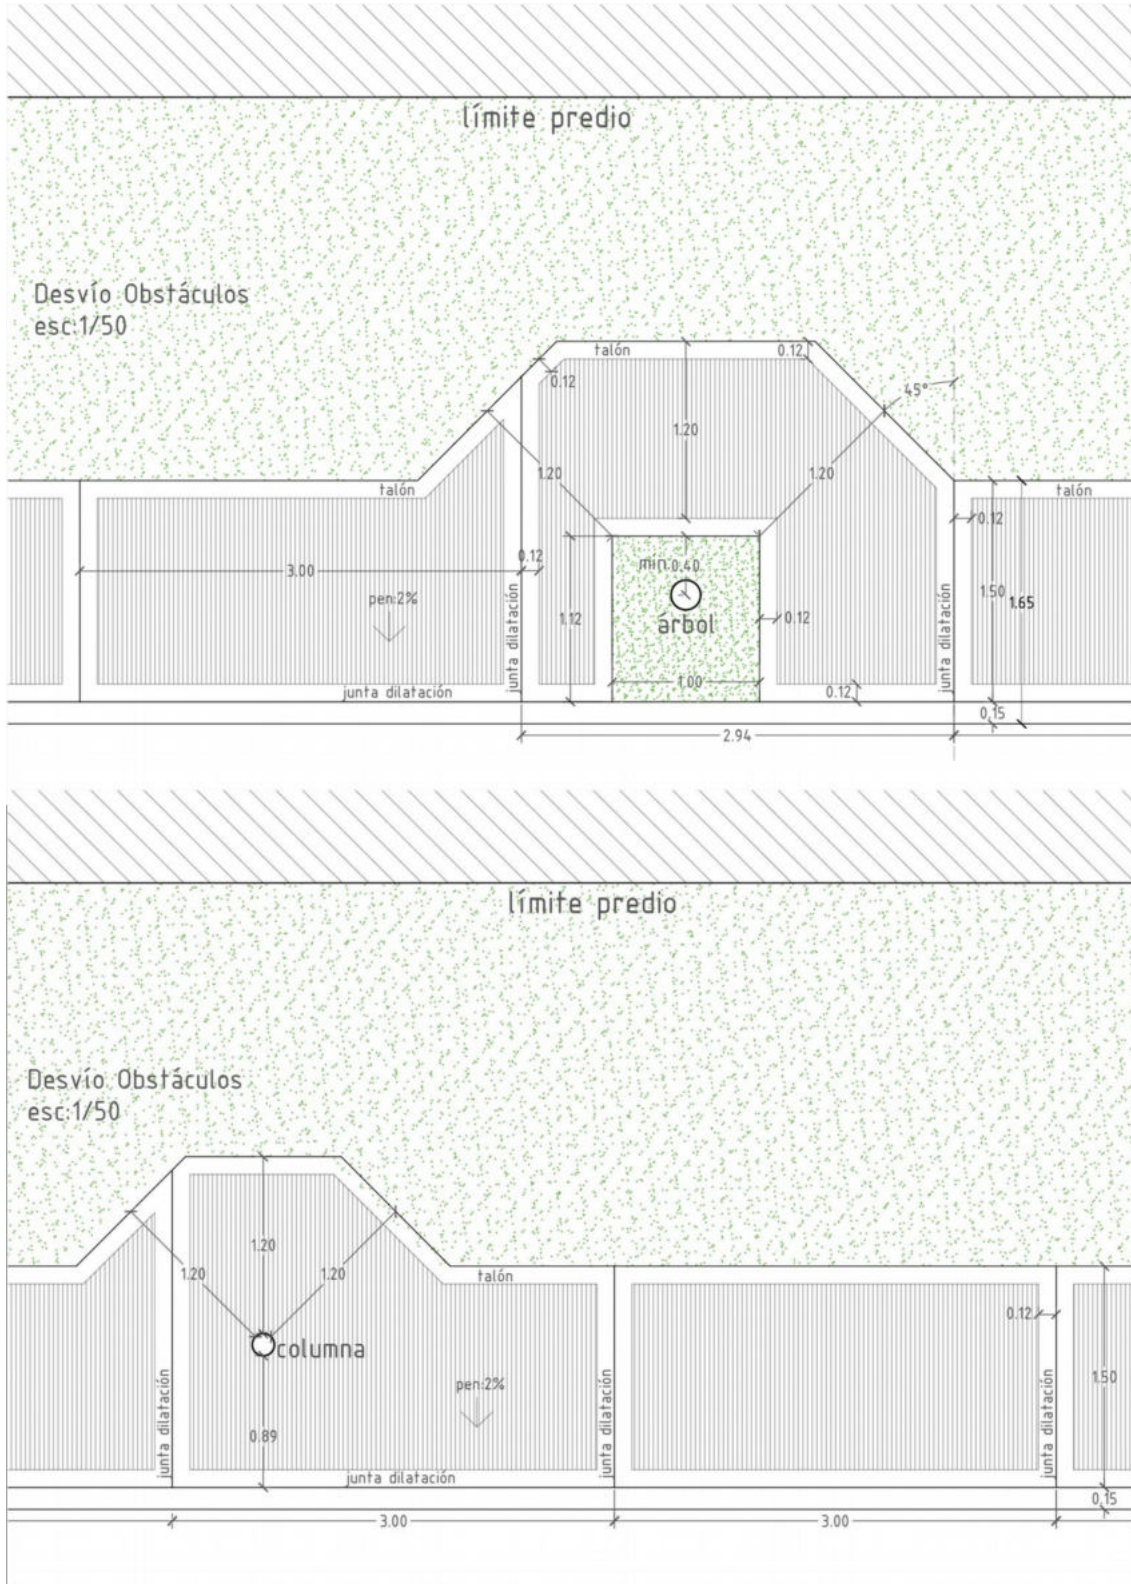 límite predio
Desvío Obstáculos
esc:1/50
talón
0.12
0.12
45°
1.20
1.20
1.20
talón
talón
0.12
0.12
3.00
mín:0.40
1.50
1.65
pen:2%
1.12
árbol
0.12
junta dilatación
junta dilatación
junta dilatación
1.00
0.12
0,15
2.94
límite predio
Desvío Obstáculos
esc:1/50
1.20
1.20
1.20
talón
0.12
columna
1.50
pen:2%
0.89
junta dilatación
junta dilatación
junta dilatación
junta dilatación
0,15
3.00
3.00